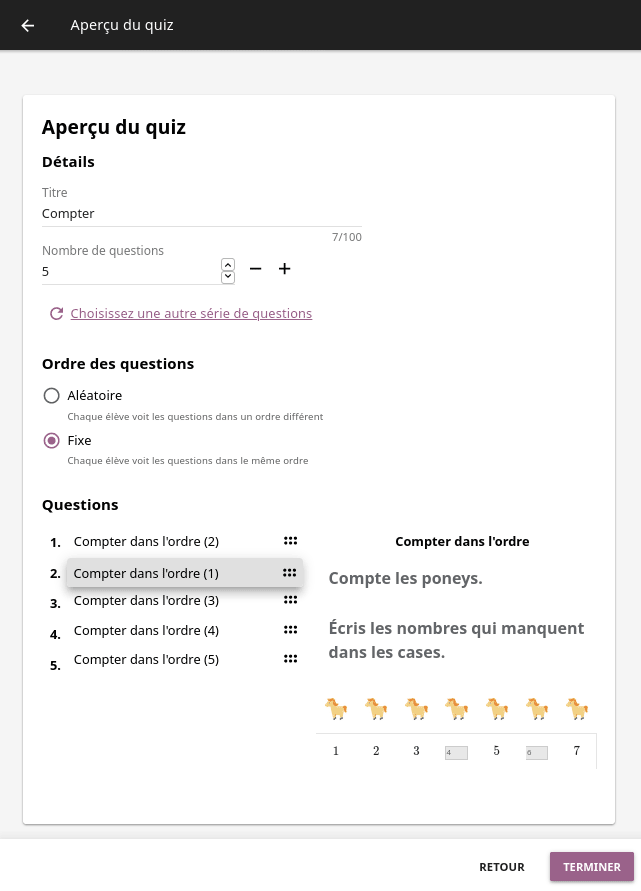 Aperçu du quiz
Aperçu du quiz
Détails
Titre
Compter
7/100
Nombre de questions
5
Choisissez une autre série de questions
Ordre des questions
Aléatoire
Chaque élève voit les questions dans un ordre différent
Fixe
Chaque élève voit les questions dans le même ordre
Questions
1. Compter dans l'ordre (2)
2. Compter dans l'ordre (1)
3. Compter dans l'ordre (3)
4. Compter dans l'ordre (4)
5. Compter dans l'ordre (5)
Compter dans l'ordre
Compte les poneys.
Écris les nombres qui manquent
dans les cases.
1 2 3 4 5 6 7
RETOUR TERMINER